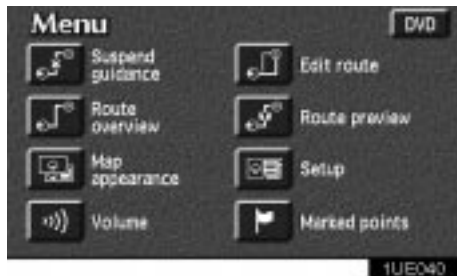 Menu
DVD
Suspend
guidance
Edit route
Route
overview
Route preview
Map
appearance
Setup
Volume
Marked points
1UE040